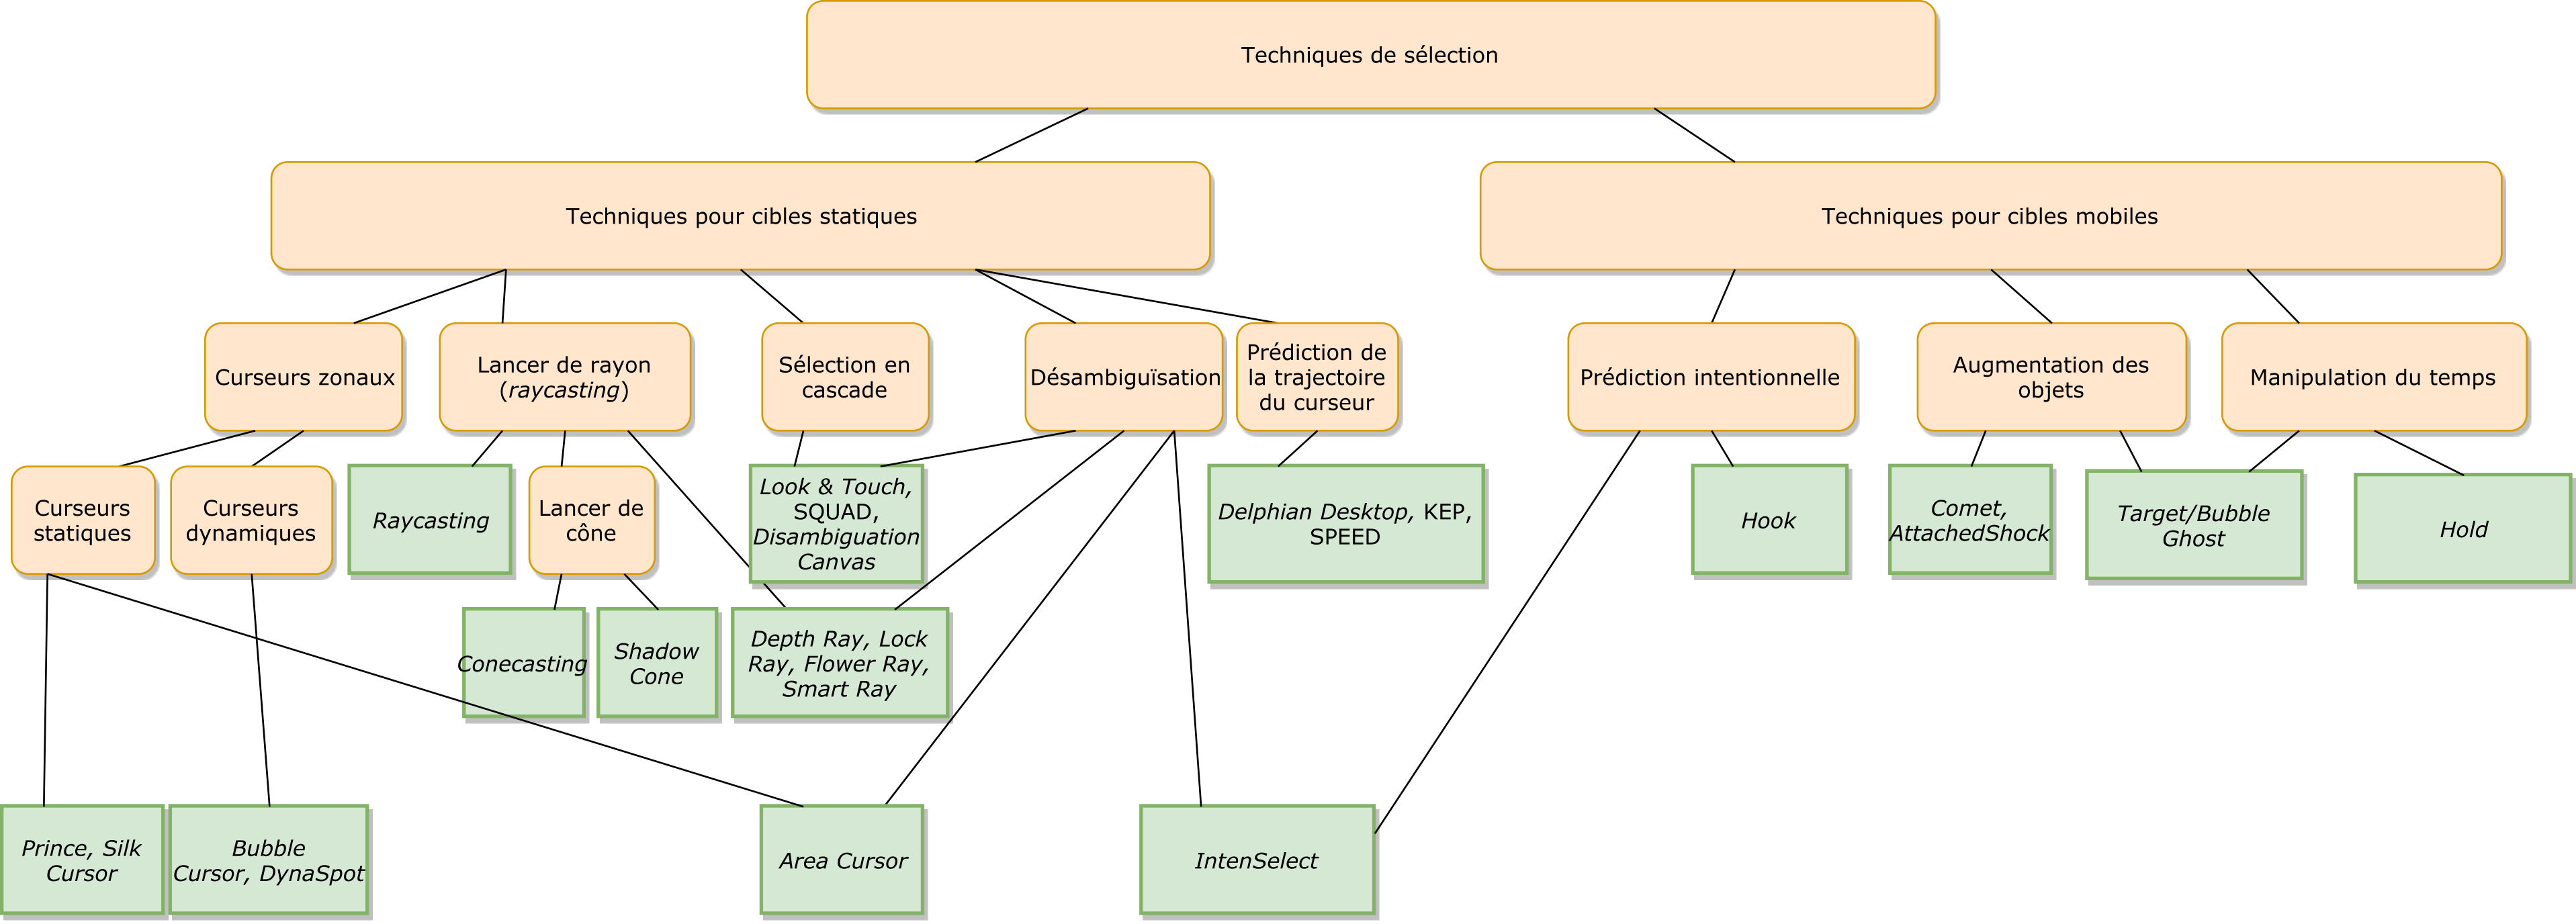 Techniques de sélection
Techniques pour cibles statiques
Techniques pour cibles mobiles
Curseurs zonaux
Lancer de rayon
(raycasting)
Sélection en
cascade
Désambiguïsation
Prédiction de
la trajectoire
du curseur
Prédiction intentionnelle
Augmentation des
objets
Manipulation du temps
Curseurs
statiques
Curseurs
dynamiques
Raycasting
Lancer de
cône
Look & Touch,
SQUAD,
Disambiguation
Canvas
Delphian Desktop, KEP,
SPEED
Hook
Comet,
AttachedShock
Target/Bubble
Ghost
Hold
Conecasting
Shadow
Cone
Depth Ray, Lock
Ray, Flower Ray,
Smart Ray
Prince, Silk
Cursor
Bubble
Cursor, DynaSpot
Area Cursor
IntenSelect